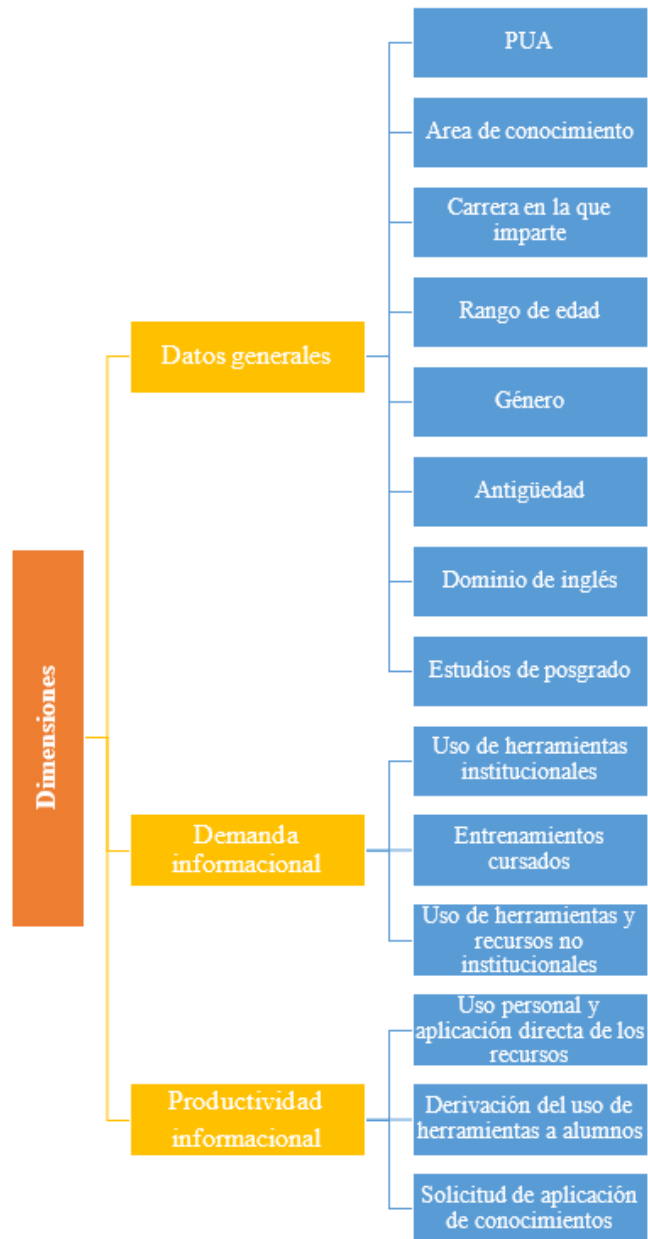 Dimensiones
Datos generales
PUA
Area de conocimiento
Carrera en la que
imparte
Rango de edad
Género
Antigüedad
Dominio de inglés
Estudios de posgrado
Demanda
informacional
Uso de herramientas
institucionales
Entrenamientos
cursados
Uso de herramientas y
recursos no
institucionales
Productividad
informacional
Uso personal y
aplicación directa de los
recursos
Derivación del uso de
herramientas a alumnos
Solicitud de aplicación
de conocimientos